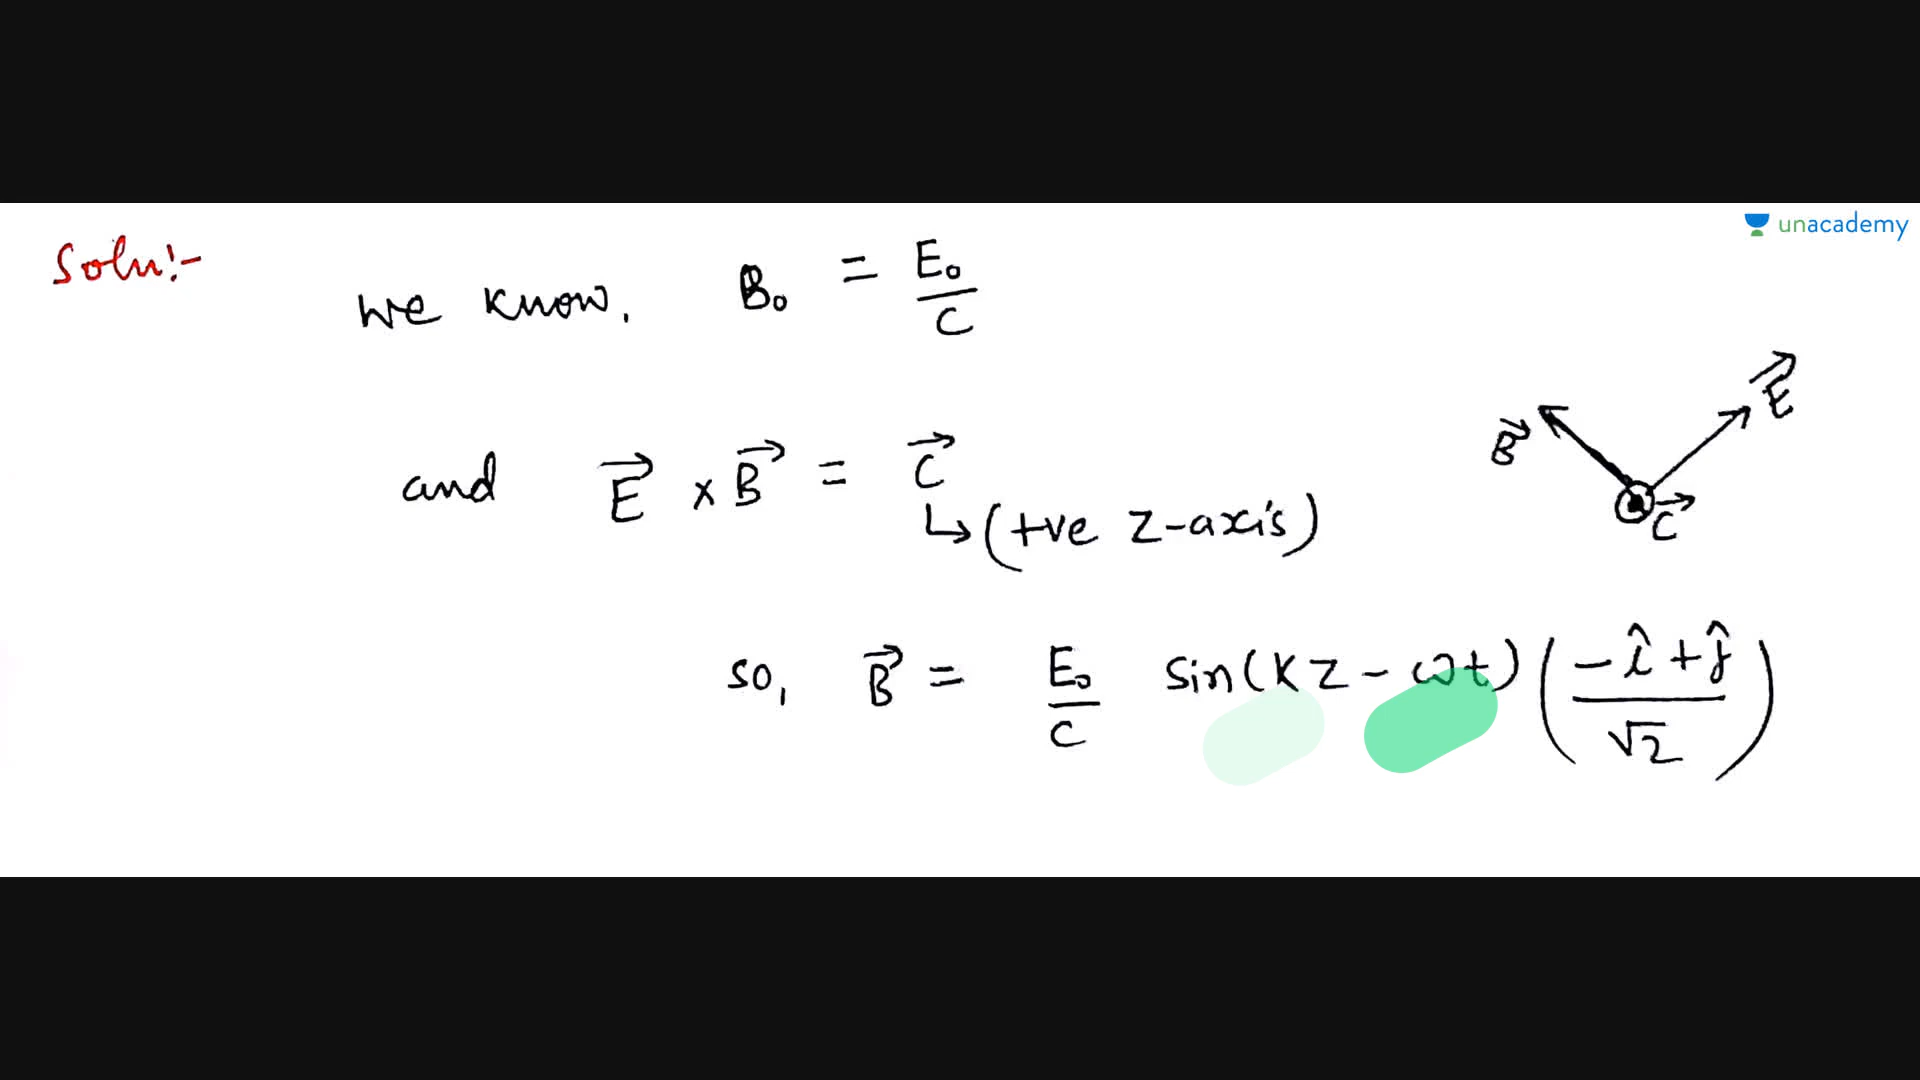 unacademy
Soln:-
We know, B₀ = E₀/C
and E⃗ × B⃗ = C⃗
↳ (+ve z-axis)
B⃗ E⃗
C⃗
so, B⃗ = E₀/C sin(Kz - ωt) ((-î + ĵ)/√2)